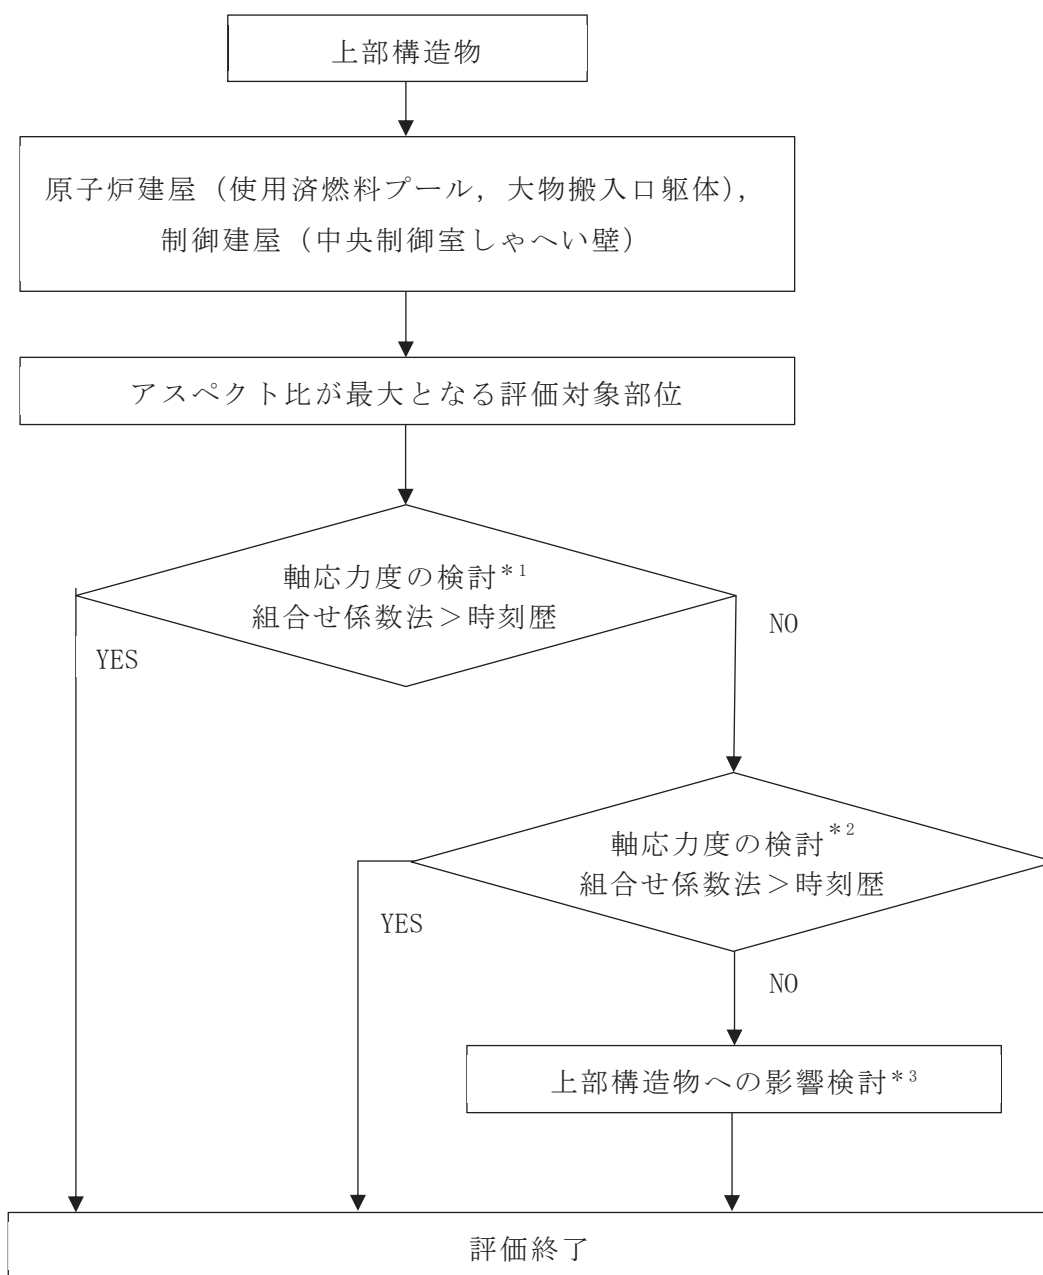 上部構造物
原子炉建屋（使用済燃料プール，大物搬入口躯体），
制御建屋（中央制御室しゃへい壁）
アスペクト比が最大となる評価対象部位
軸応力度の検討*1
組合せ係数法＞時刻歴
NO
YES
軸応力度の検討*2
組合せ係数法＞時刻歴
YES
NO
上部構造物への影響検討*3
評価終了